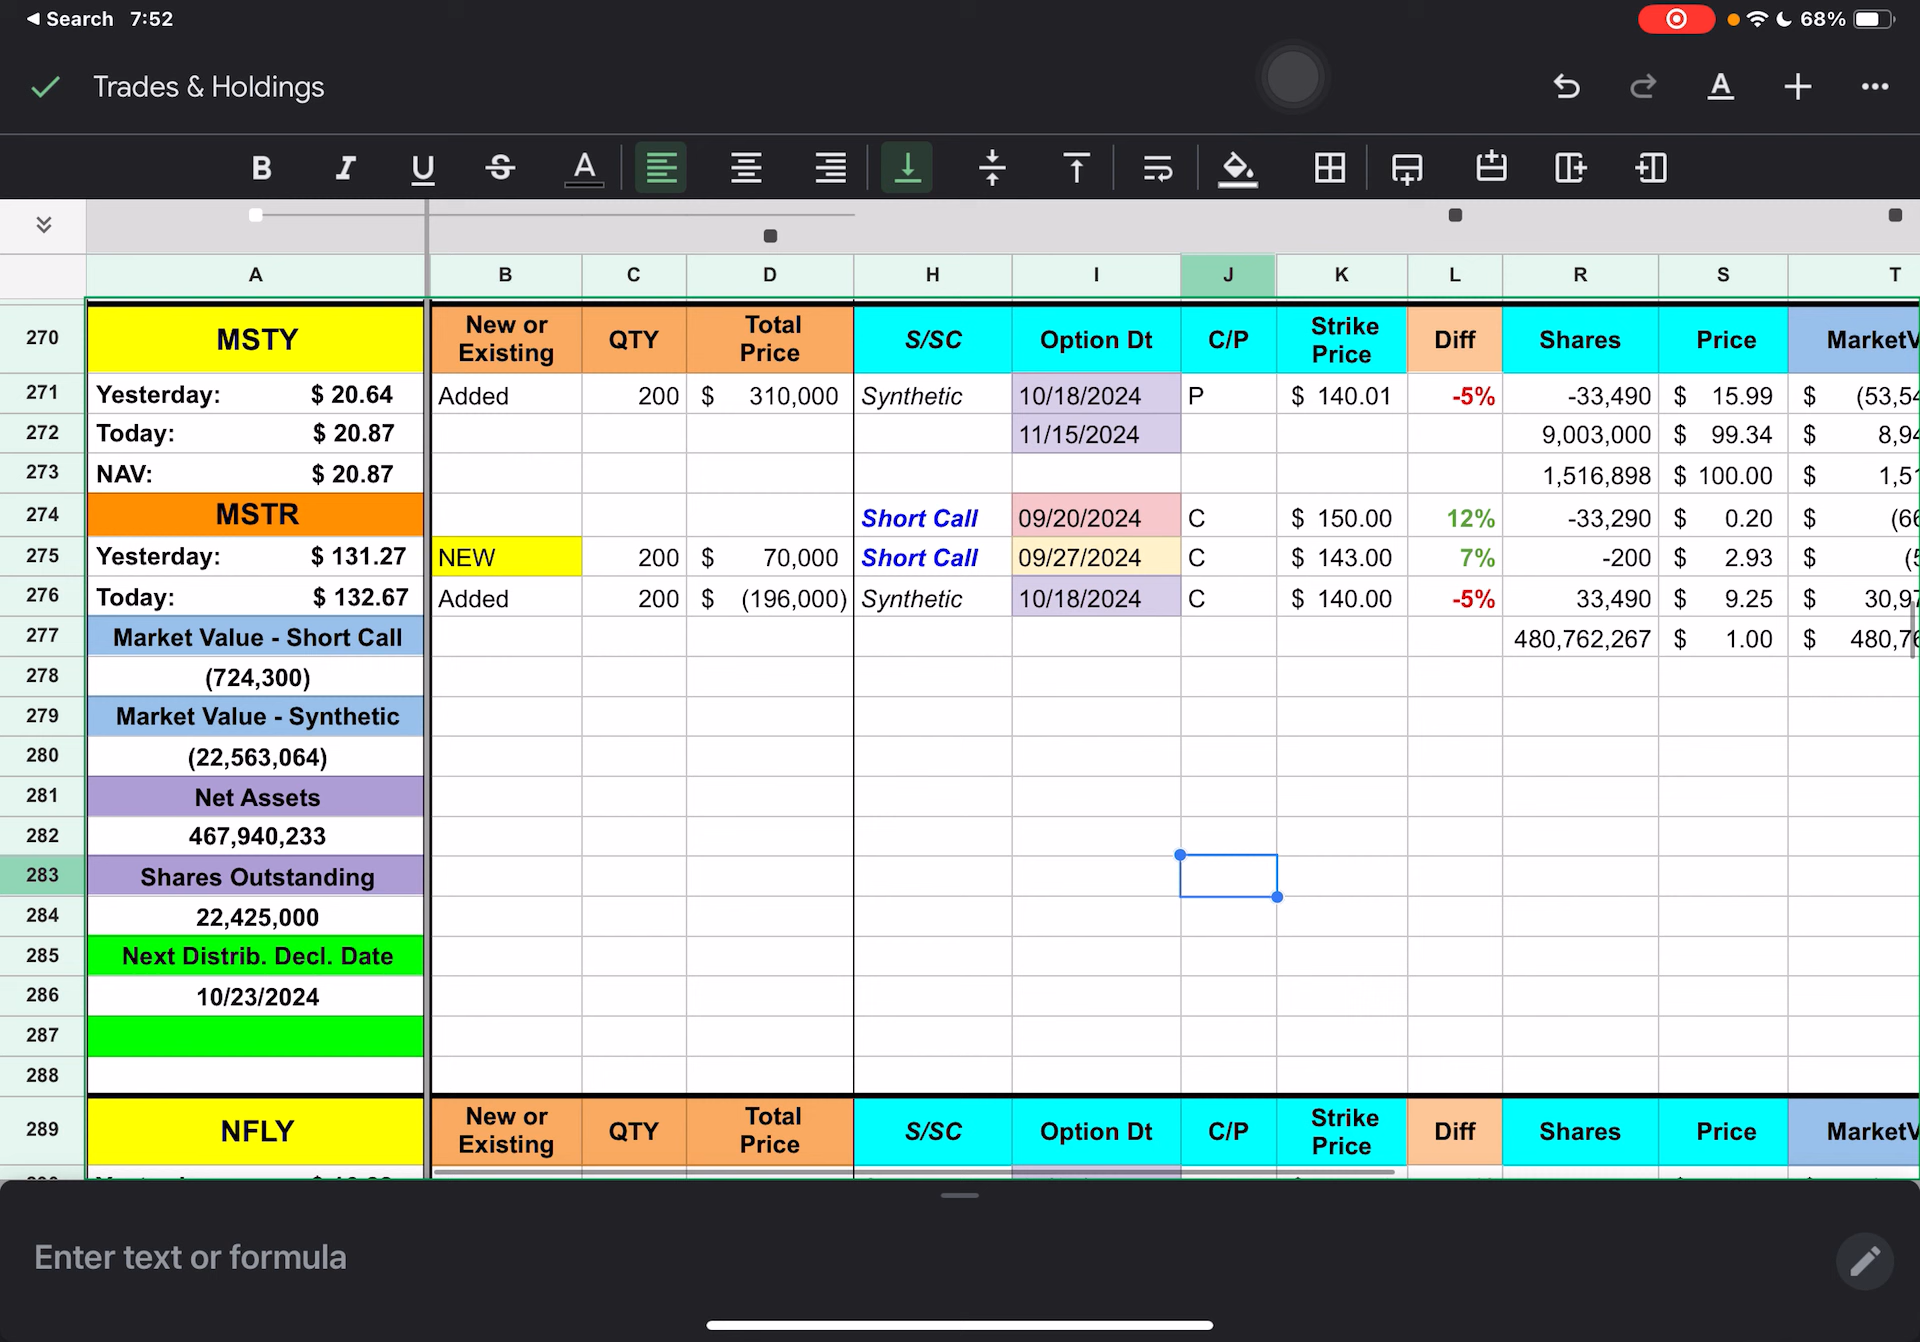 Search 7:52 68%
Trades & Holdings
B I U S A
A B C D H I J K L R S T
270 MSTY New or Existing QTY Total Price S/SC Option Dt C/P Strike Price Diff Shares Price MarketV
271 Yesterday: $ 20.64 Added 200 $ 310,000 Synthetic 10/18/2024 P $ 140.01 -5% -33,490 $ 15.99 $ (53,54
272 Today: $ 20.87 11/15/2024 9,003,000 $ 99.34 $ 8,94
273 NAV: $ 20.87 1,516,898 $ 100.00 $ 1,51
274 MSTR Short Call 09/20/2024 C $ 150.00 12% -33,290 $ 0.20 $ (66
275 Yesterday: $ 131.27 NEW 200 $ 70,000 Short Call 09/27/2024 C $ 143.00 7% -200 $ 2.93 $ (5
276 Today: $ 132.67 Added 200 $ (196,000) Synthetic 10/18/2024 C $ 140.00 -5% 33,490 $ 9.25 $ 30,97
277 Market Value - Short Call 480,762,267 $ 1.00 $ 480,76
278 (724,300)
279 Market Value - Synthetic
280 (22,563,064)
281 Net Assets
282 467,940,233
283 Shares Outstanding
284 22,425,000
285 Next Distrib. Decl. Date
286 10/23/2024
287
288
289 NFLY New or Existing QTY Total Price S/SC Option Dt C/P Strike Price Diff Shares Price MarketV
Enter text or formula